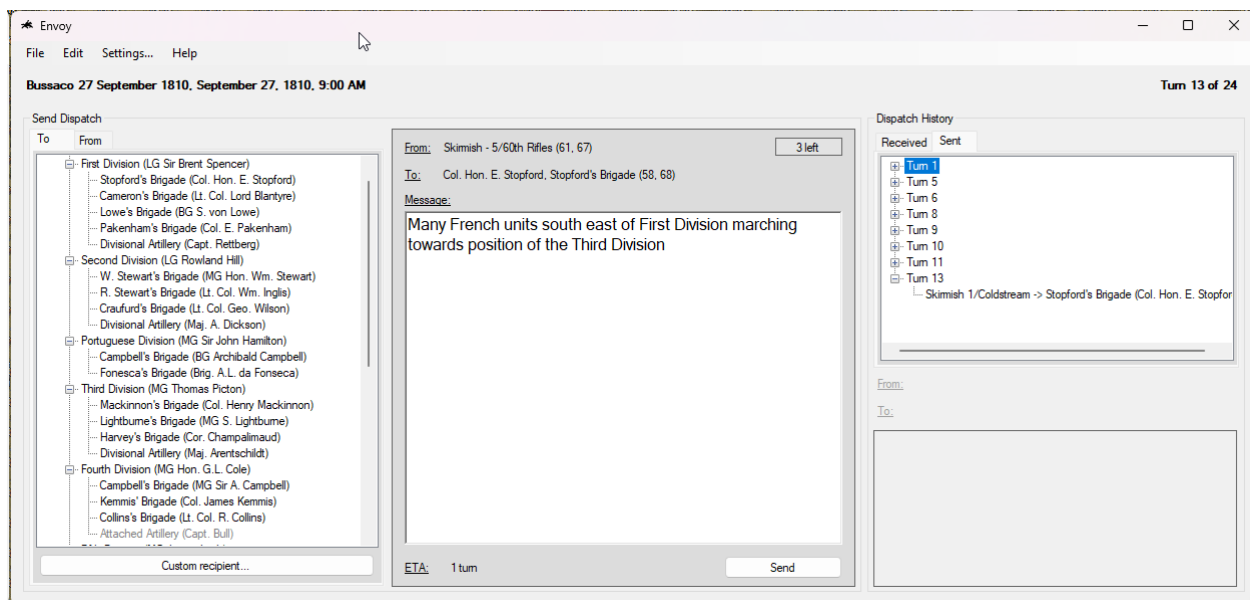 Envoy
File Edit Settings... Help
Bussaco 27 September 1810, September 27, 1810, 9:00 AM
Turn 13 of 24
Send Dispatch
To From
First Division (LG Sir Brent Spencer)
Stopford's Brigade (Col. Hon. E. Stopford)
Cameron's Brigade (Lt. Col. Lord Blantyre)
Lowe's Brigade (BG S. von Lowe)
Pakenham's Brigade (Col. E. Pakenham)
Divisional Artillery (Capt. Rettberg)
Second Division (LG Rowland Hill)
W. Stewart's Brigade (MG Hon. Wm. Stewart)
R. Stewart's Brigade (Lt. Col. Wm. Inglis)
Craufurd's Brigade (Lt. Col. Geo. Wilson)
Divisional Artillery (Maj. A. Dickson)
Portuguese Division (MG Sir John Hamilton)
Campbell's Brigade (BG Archibald Campbell)
Fonesca's Brigade (Brig. A.L. da Fonseca)
Third Division (MG Thomas Picton)
Mackinnon's Brigade (Col. Henry Mackinnon)
Lightburne's Brigade (MG S. Lightburne)
Harvey's Brigade (Cor. Champalimaud)
Divisional Artillery (Maj. Arentschildt)
Fourth Division (MG Hon. G.L. Cole)
Campbell's Brigade (MG Sir A. Campbell)
Kemmis' Brigade (Col. James Kemmis)
Collins's Brigade (Lt. Col. R. Collins)
Attached Artillery (Capt. Bull)
Custom recipient...
From: Skirmish - 5/60th Rifles (61, 67)
3 left
To: Col. Hon. E. Stopford, Stopford's Brigade (58, 68)
Message:
Many French units south east of First Division marching
towards position of the Third Division
ETA: 1 turn
Send
Dispatch History
Received Sent
Turn 1
Turn 5
Turn 6
Turn 8
Turn 9
Turn 10
Turn 11
Turn 13
Skirmish 1/Coldstream -> Stopford's Brigade (Col. Hon. E. Stopfor
From:
To: